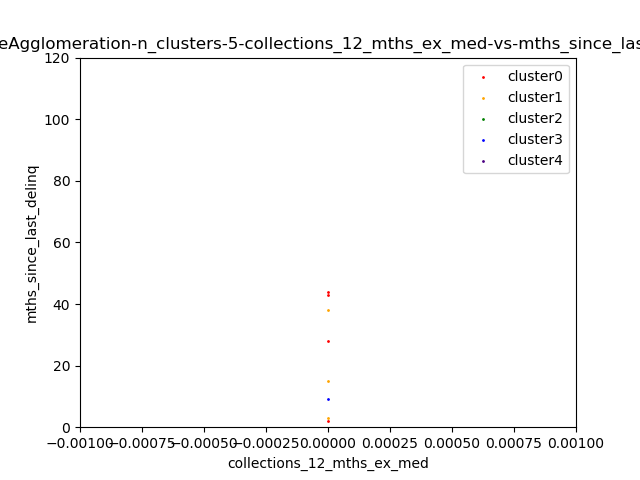 eAgglomeration-n_clusters-5-collections_12_mths_ex_med-vs-mths_since_las
120
100
80
60
40
20
0
mths_since_last_delinq
cluster0
cluster1
cluster2
cluster3
cluster4
−0.00100 −0.00075 −0.00050 −0.00025 0.00000 0.00025 0.00050 0.00075 0.00100
collections_12_mths_ex_med